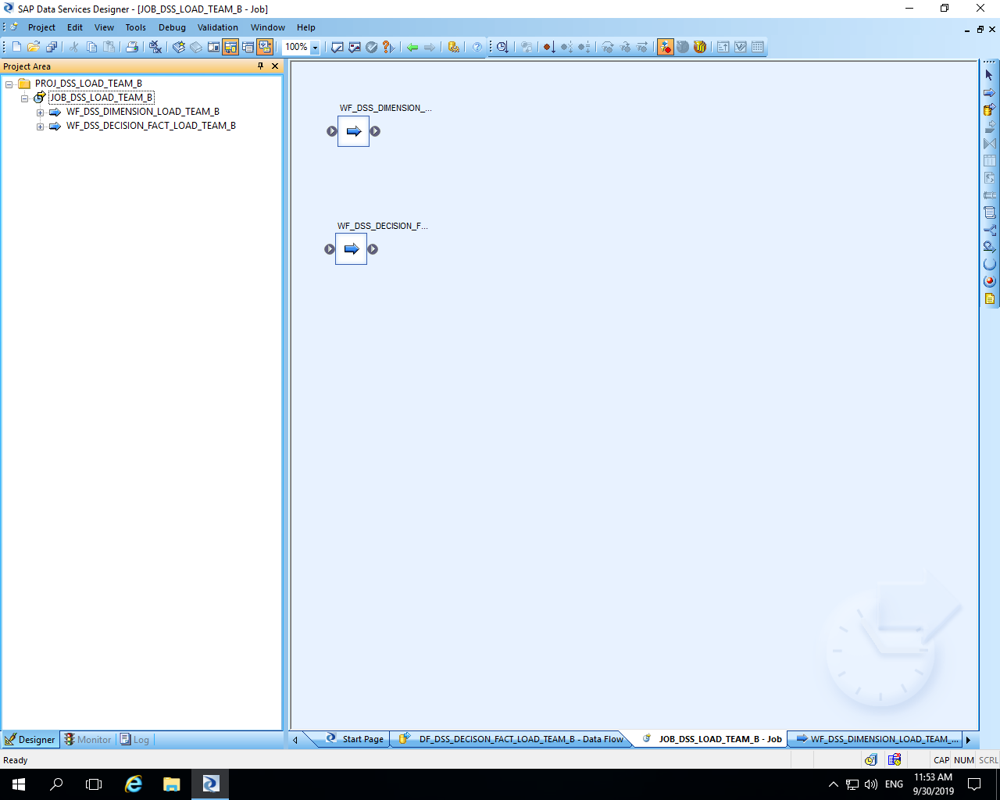 SAP Data Services Designer - [JOB_DSS_LOAD_TEAM_B - Job]
Project Edit View Tools Debug Validation Window Help
100%
Project Area
PROJ_DSS_LOAD_TEAM_B
JOB_DSS_LOAD_TEAM_B
WF_DSS_DIMENSION_LOAD_TEAM_B
WF_DSS_DECISION_FACT_LOAD_TEAM_B
WF_DSS_DIMENSION_...
WF_DSS_DECISION_F...
Designer Monitor Log
Start Page DF_DSS_DECISON_FACT_LOAD_TEAM_B - Data Flow JOB_DSS_LOAD_TEAM_B - Job WF_DSS_DIMENSION_LOAD_TEAM_...
Ready
CAP NUM SCRL
ENG
11:53 AM
9/30/2019